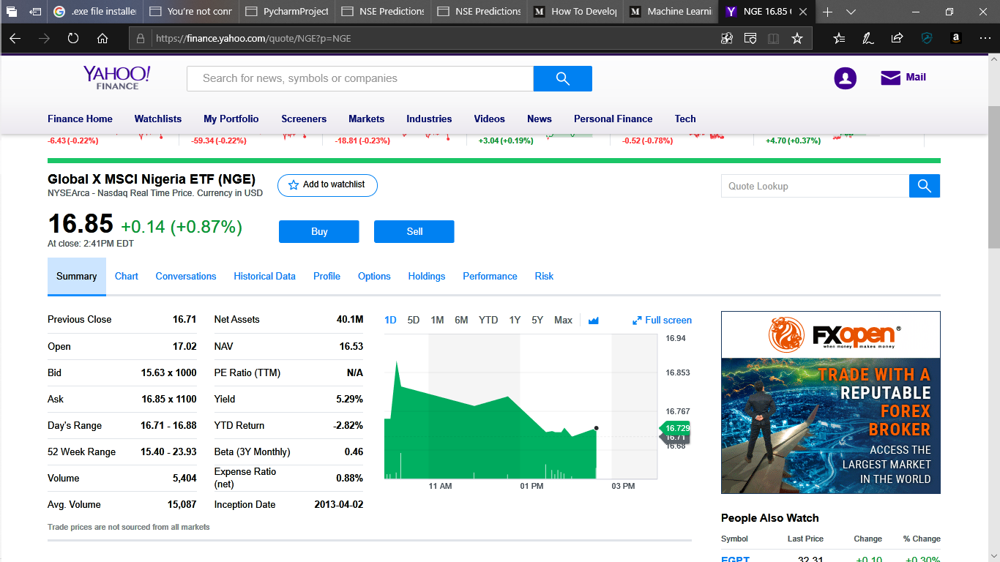 .exe file installer
You're not conn
PycharmProject
NSE Predictions
NSE Predictions
How To Develop
Machine Learni
NGE 16.85
https://finance.yahoo.com/quote/NGE?p=NGE
YAHOO!
FINANCE
Search for news, symbols or companies
Mail
Finance Home Watchlists My Portfolio Screeners Markets Industries Videos News Personal Finance Tech
-6.43 (-0.22%) -59.34 (-0.22%) -18.81 (-0.23%) +3.04 (+0.19%) -0.52 (-0.78%) +4.70 (+0.37%)
Global X MSCI Nigeria ETF (NGE)
NYSEArca - Nasdaq Real Time Price. Currency in USD
Add to watchlist
Quote Lookup
16.85 +0.14 (+0.87%)
At close: 2:41PM EDT
Buy
Sell
Summary Chart Conversations Historical Data Profile Options Holdings Performance Risk
Previous Close 16.71
Open 17.02
Bid 15.63 x 1000
Ask 16.85 x 1100
Day's Range 16.71 - 16.88
52 Week Range 15.40 - 23.93
Volume 5,404
Avg. Volume 15,087
Net Assets 40.1M
NAV 16.53
PE Ratio (TTM) N/A
Yield 5.29%
YTD Return -2.82%
Beta (3Y Monthly) 0.46
Expense Ratio
(net) 0.88%
Inception Date 2013-04-02
Trade prices are not sourced from all markets
1D 5D 1M 6M YTD 1Y 5Y Max
Full screen
16.94
16.853
16.767
16.729
16.71
16.68
11 AM 01 PM 03 PM
FXopen®
when money makes money
TRADE WITH A
REPUTABLE
FOREX
BROKER
ACCESS THE
LARGEST MARKET
IN THE WORLD
People Also Watch
Symbol Last Price Change % Change
EGPT 32.31 +0.10 +0.30%